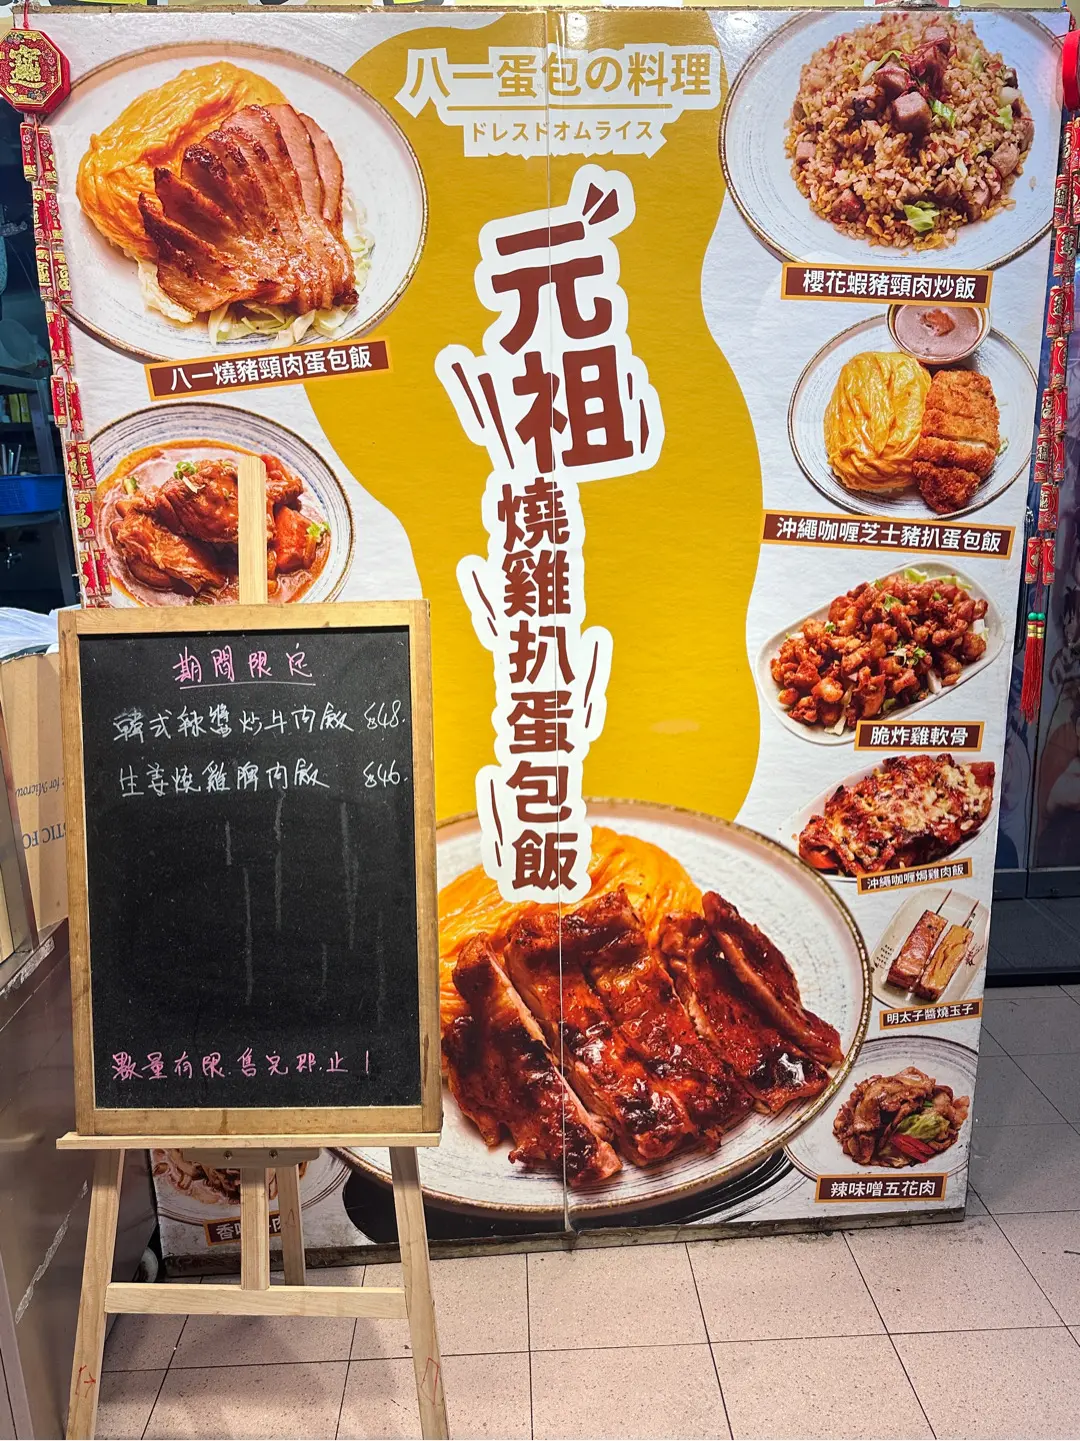 八一蛋包の料理
ドレスドオムライス
元祖
燒雞扒蛋包飯
八一燒豬頸肉蛋包飯
櫻花蝦豬頸肉炒飯
沖繩咖喱芝士豬扒蛋包飯
脆炸雞軟骨
沖繩咖喱焗雞肉飯
明太子醬燒玉子
辣味噌五花肉
期間限定
韓式辣醬炒牛肉飯 $48.
生姜燒雞脾肉飯 $46.
數量有限.售完即止!